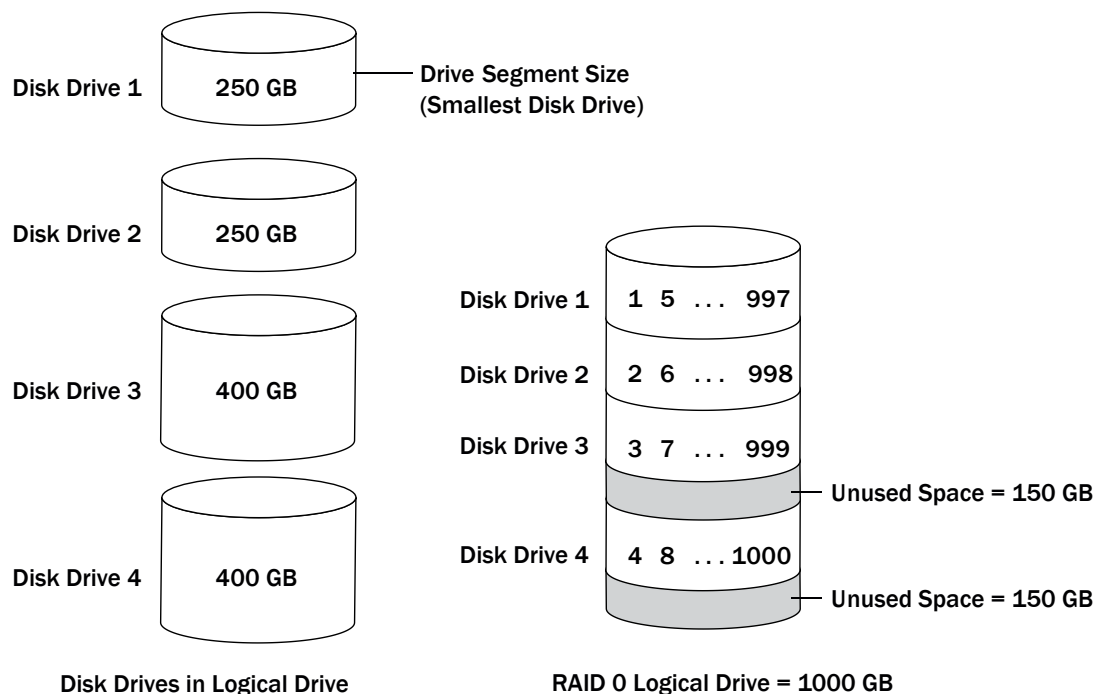 Disk Drive 1
250 GB
Drive Segment Size
(Smallest Disk Drive)
Disk Drive 2
250 GB
Disk Drive 3
400 GB
Disk Drive 4
400 GB
Disk Drives in Logical Drive
Disk Drive 1
1 5 ... 997
Disk Drive 2
2 6 ... 998
Disk Drive 3
3 7 ... 999
Unused Space = 150 GB
Disk Drive 4
4 8 ... 1000
Unused Space = 150 GB
RAID 0 Logical Drive = 1000 GB